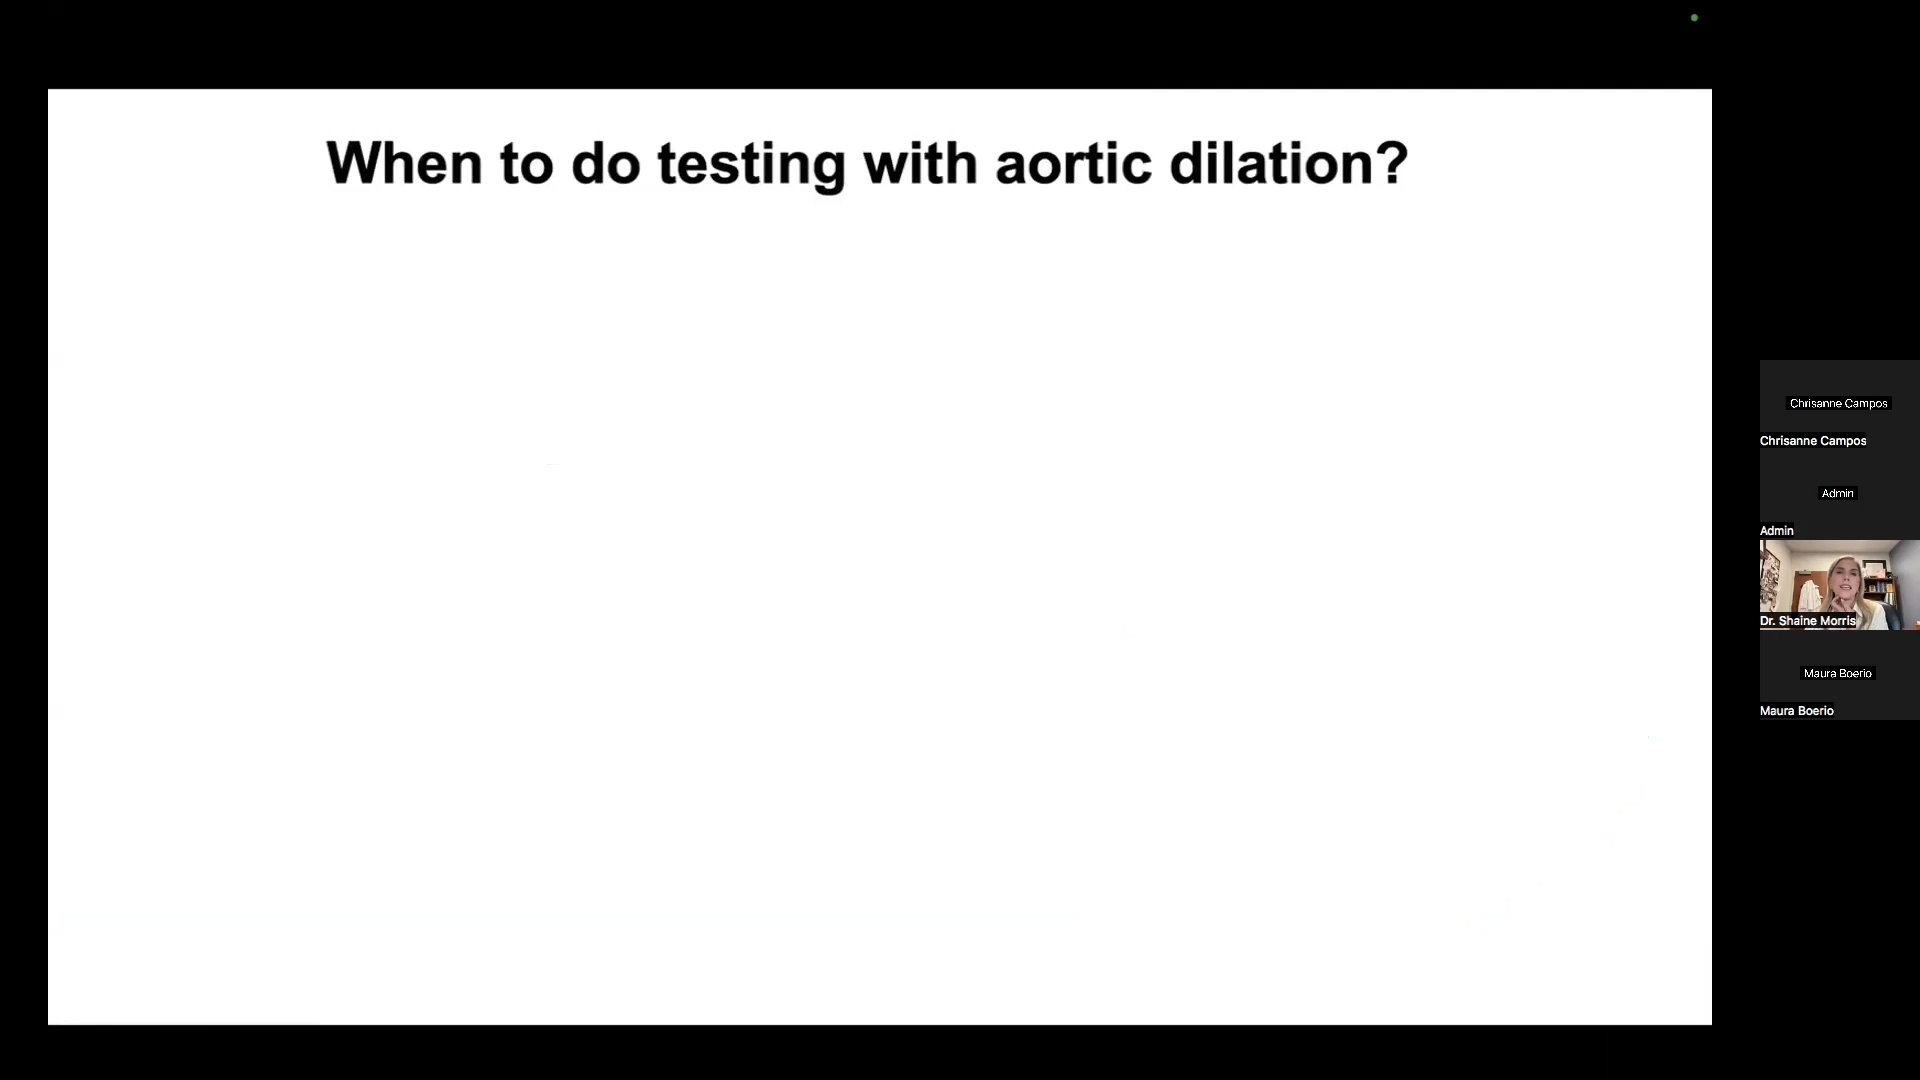 When to do testing with aortic dilation?
Chrisanne Campos
Chrisanne Campos
Admin
Admin
Dr. Shaine Morris
Maura Boerio
Maura Boerio